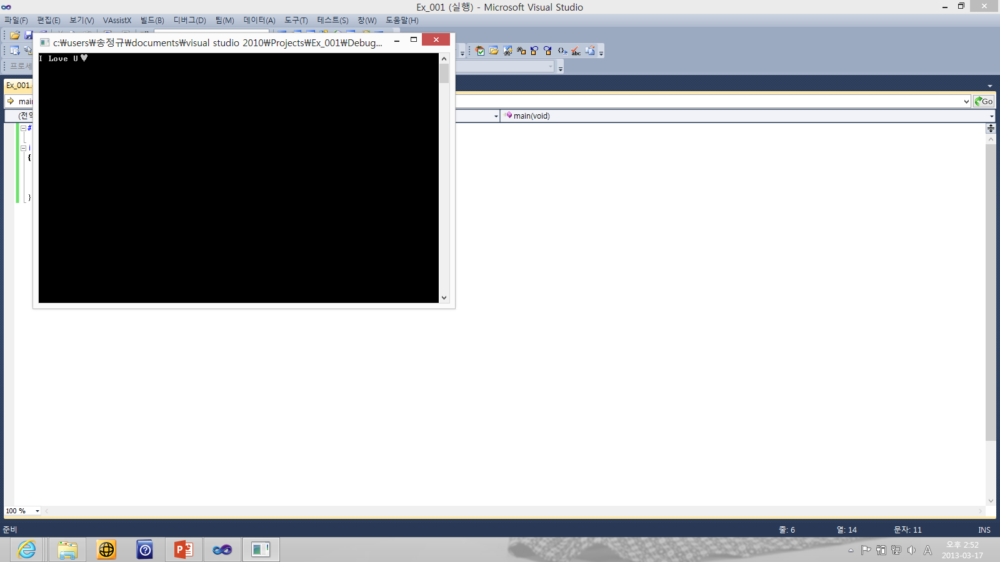 Ex_001 (실행) - Microsoft Visual Studio
파일(F) 편집(E) 보기(V) VAssistX 빌드(B) 디버그(D) 팀(M) 데이터(A) 도구(T) 테스트(S) 창(W) 도움말(H)
c:₩users₩송정규₩documents₩visual studio 2010₩Projects₩Ex_001₩Debug...
I Love U♥
프로세
Ex_001.
Go
main(void)
#
i
{
}
100 %
준비
줄: 6 열: 14 문자: 11 INS
오후 2:52
2013-03-17